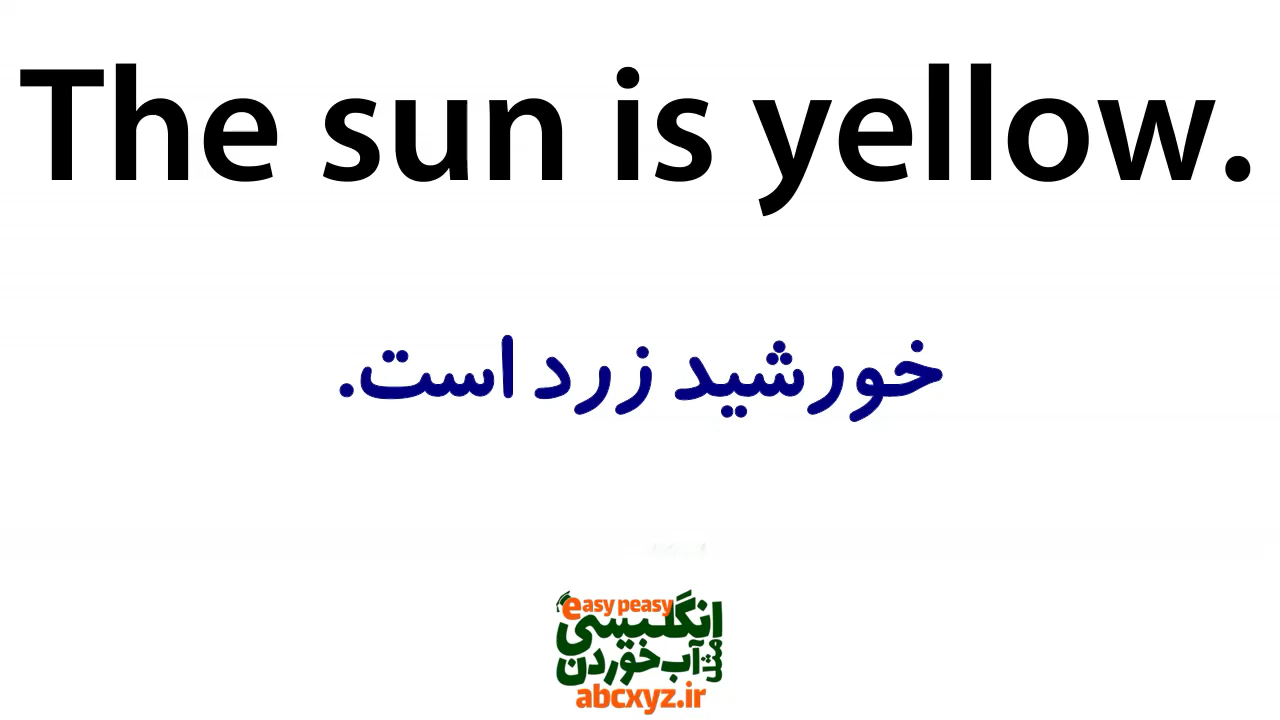 The sun is yellow.
خورشید زرد است.
easy peasy
انگلیسی
مثل آب خوردن
abcxyz.ir